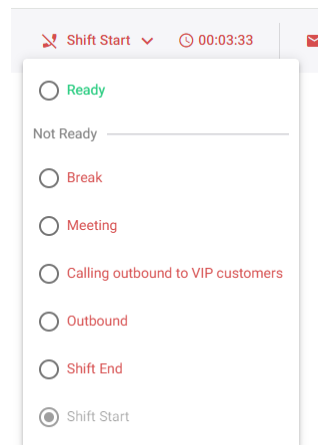 Shift Start 00:03:33
Ready
Not Ready
Break
Meeting
Calling outbound to VIP customers
Outbound
Shift End
Shift Start